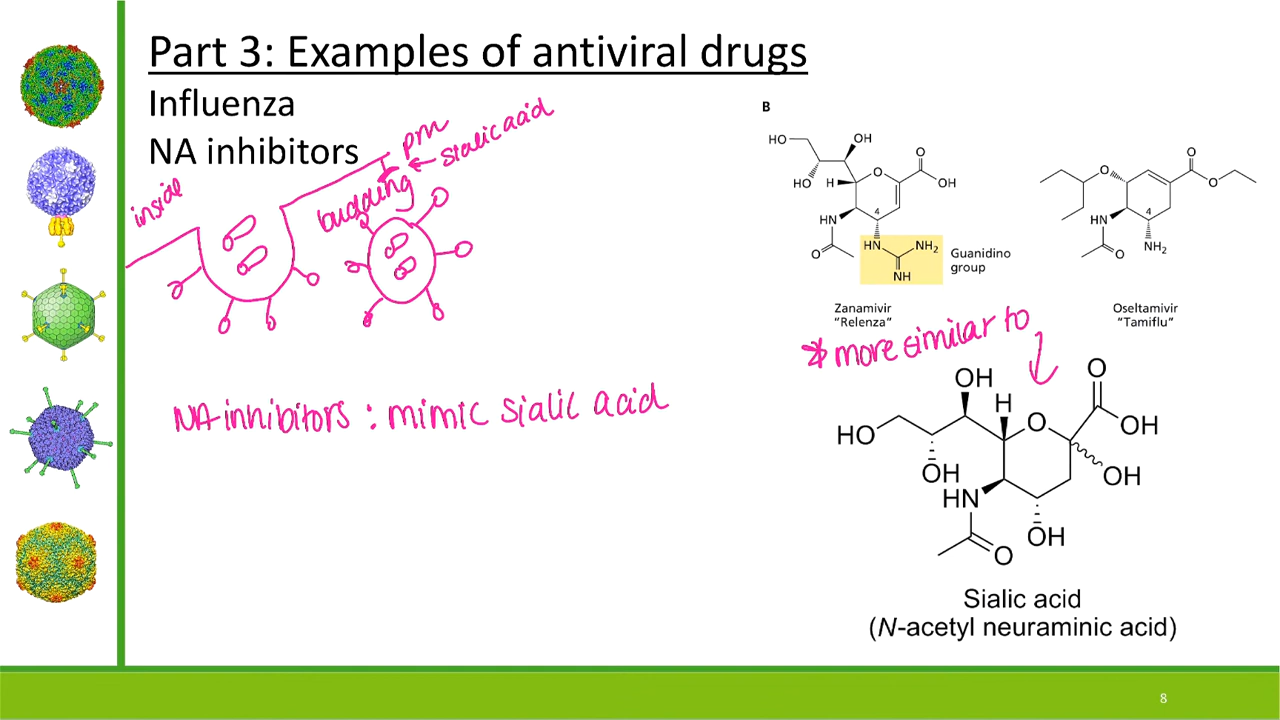 Part 3: Examples of antiviral drugs
Influenza
NA inhibitors
pm
sialic acid
inside
budding
NA inhibitors : mimic sialic acid
B
HO
OH
HO
H
O
O
OH
HN
O
4
HN
NH2
NH
Guanidino
group
Zanamivir
"Relenza"
O
O
O
HN
O
4
NH2
Oseltamivir
"Tamiflu"
* more similar to
OH
H
O
O
HO
OH
OH
OH
HN
OH
O
Sialic acid
(N-acetyl neuraminic acid)
8